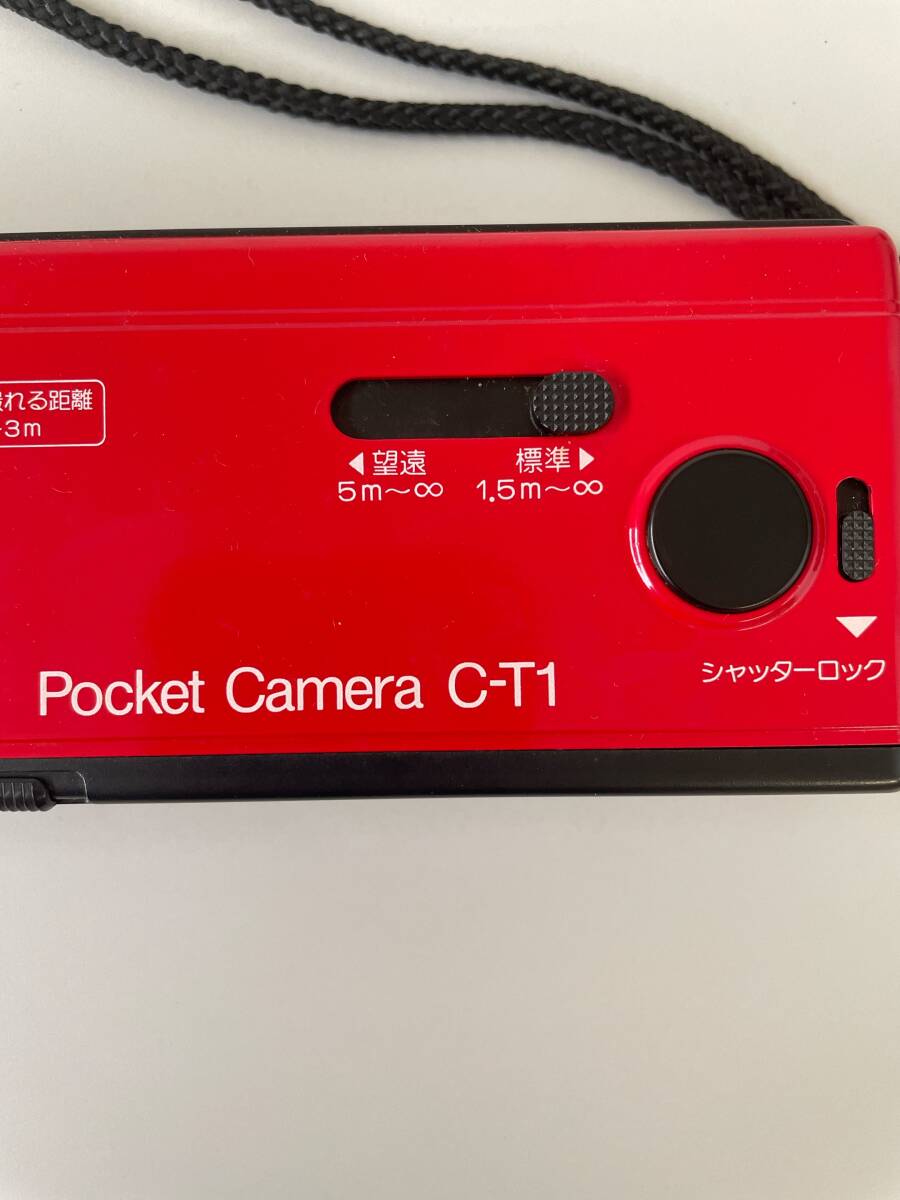 れる距離
3m
◀望遠
5m～∞
標準▶
1.5m～∞
Pocket Camera C-T1
シャッターロック